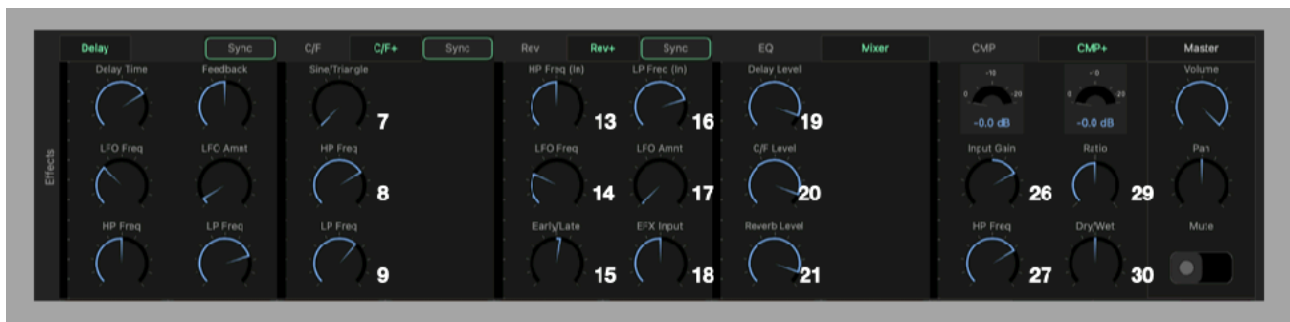 Delay Sync C/F C/F+ Sync Rev Rev+ Sync EQ Mixer CMP CMP+ Master
Delay Time Feedback Sine/Triangle HP Freq (In) LP Frec (In) Delay Level -10 -0 Volume
0 -20 0 -20
7 13 16 19 -0.0 dB -0.0 dB
Effects
LFO Freq LFO Amnt HP Freq LFO Freq LFO Amnt C/F Level Input Gain Ratio Pan
8 14 17 20 26 29
HP Freq LP Freq LP Freq Early/Late EFX Input Reverb Level HP Freq Dry/Wet Mute
9 15 18 21 27 30